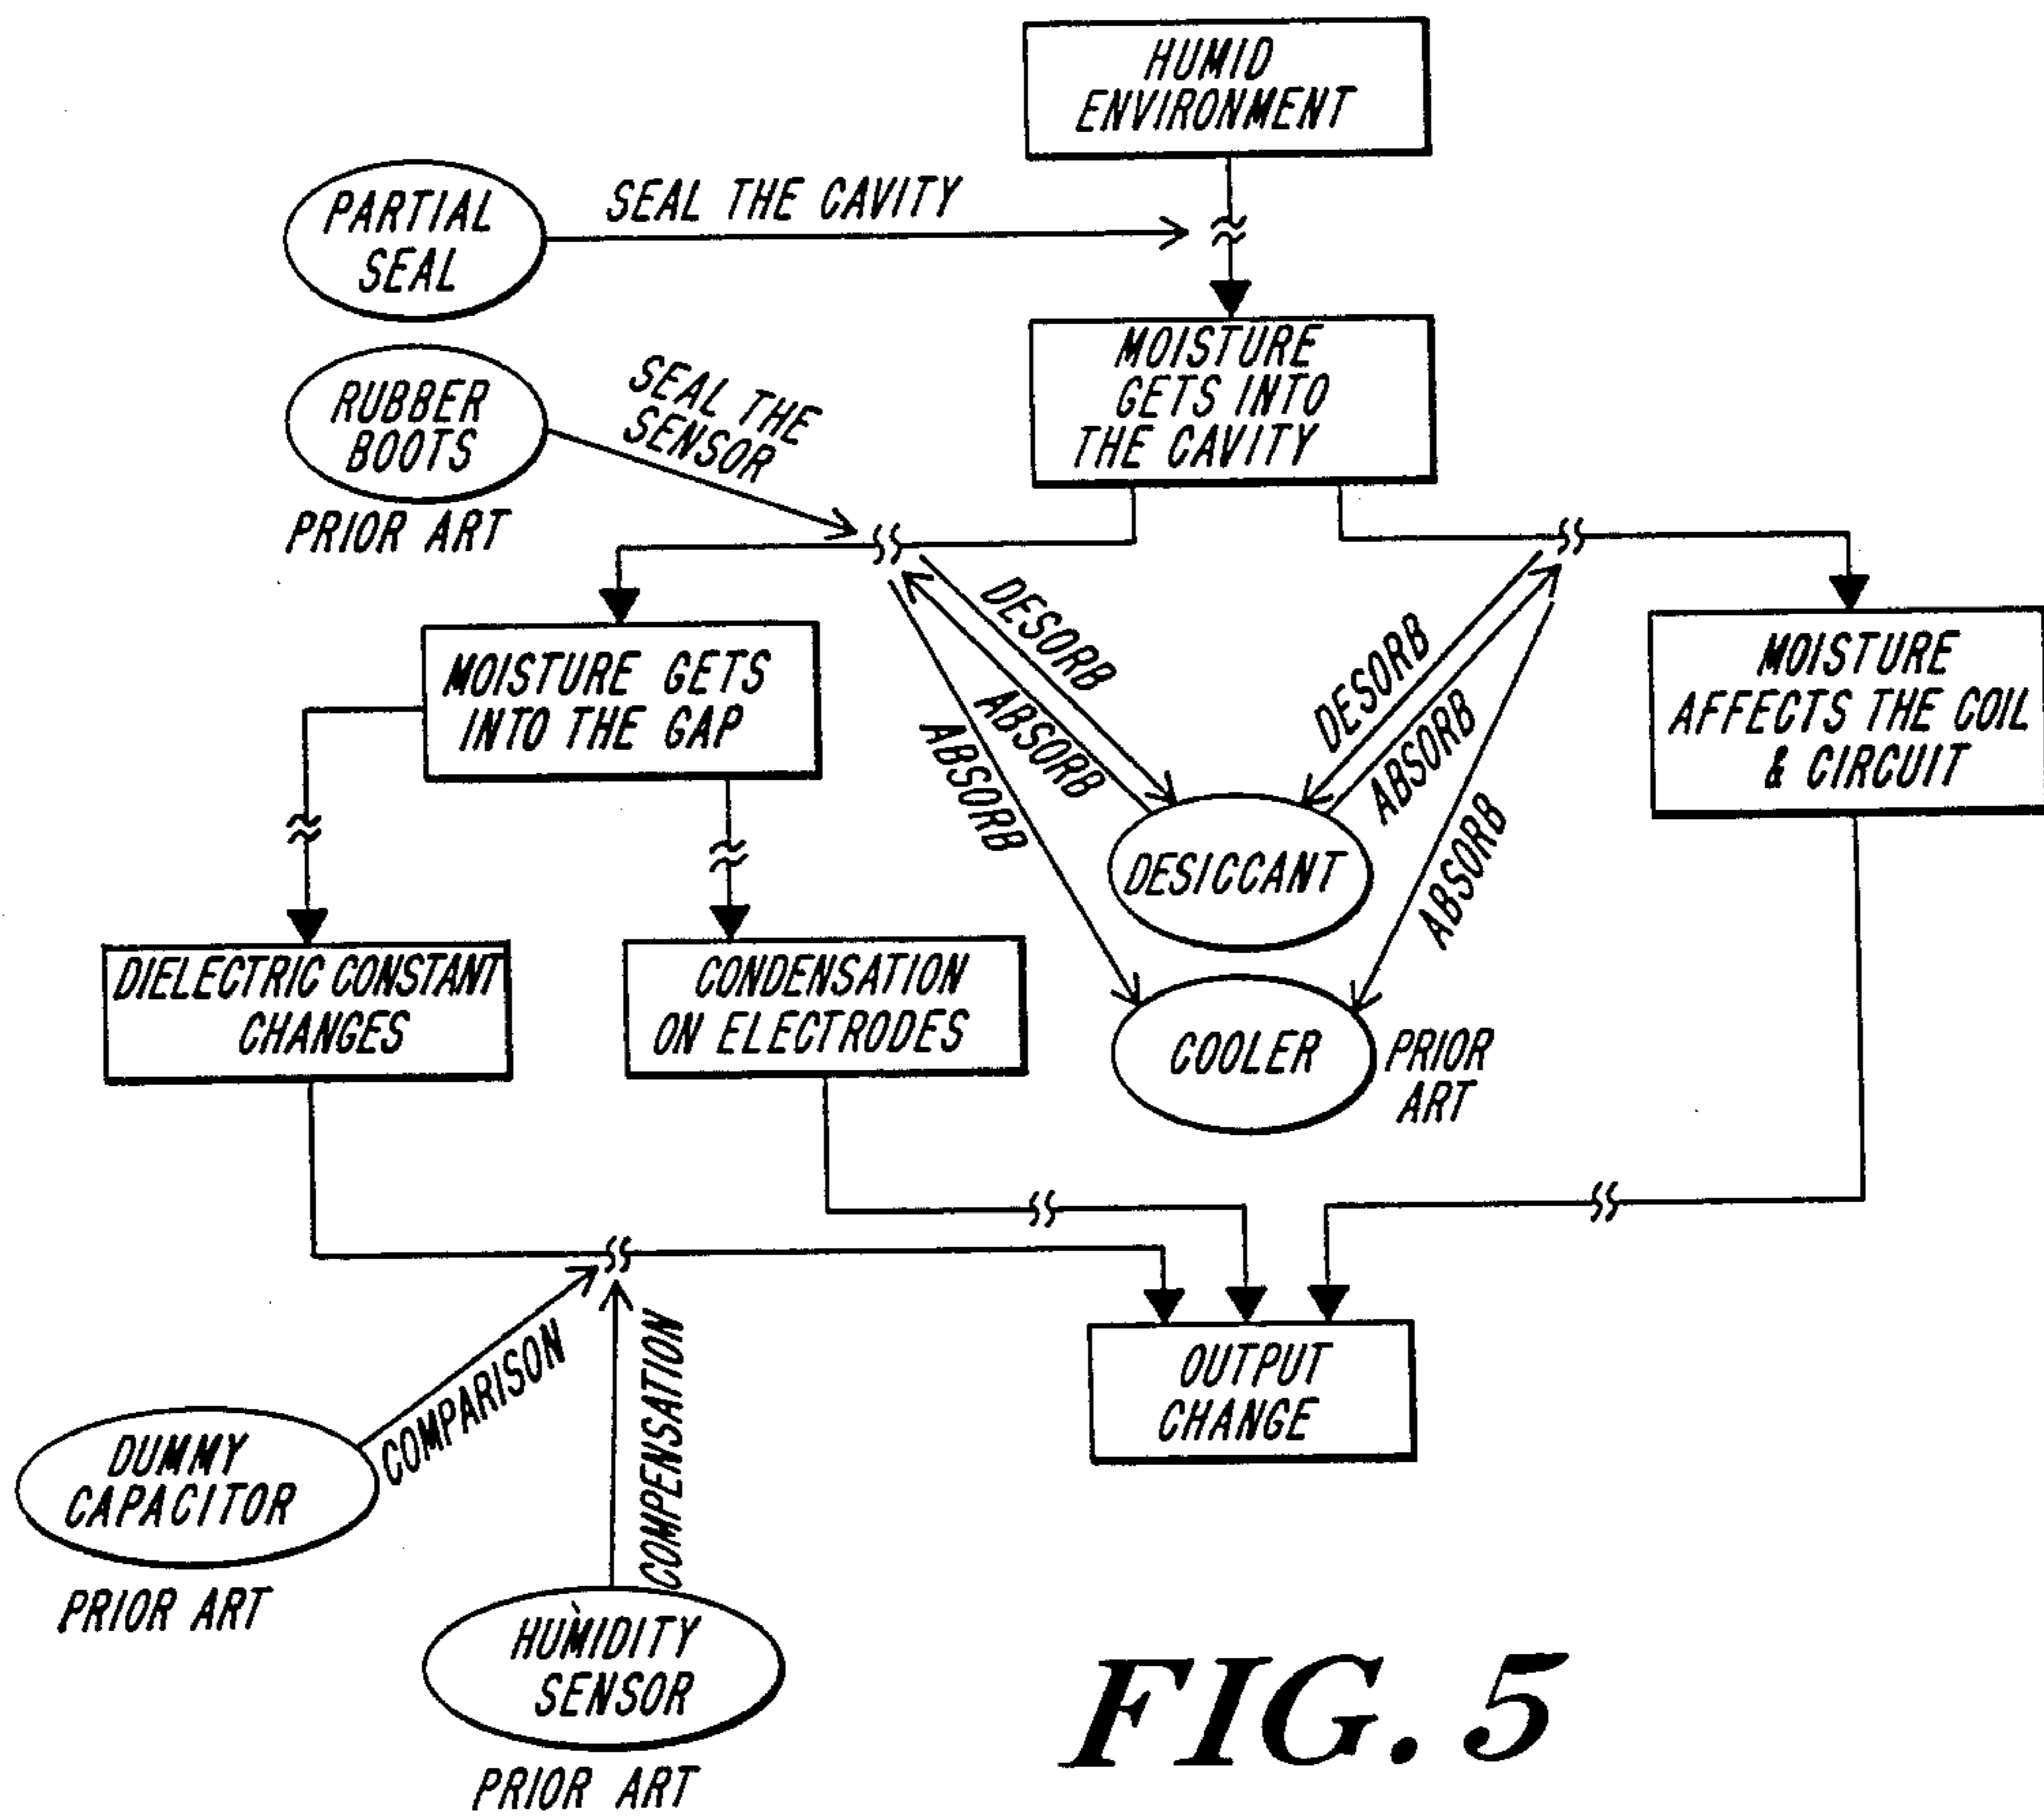 HUMID
ENVIRONMENT
PARTIAL
SEAL
SEAL THE CAVITY
MOISTURE
GETS INTO
THE CAVITY
RUBBER
BOOTS
PRIOR ART
SEAL THE
SENSOR
MOISTURE GETS
INTO THE GAP
DESORB
ABSORB
ABSORB
DESORB
ABSORB
ABSORB
MOISTURE
AFFECTS THE COIL
& CIRCUIT
DESICCANT
DIELECTRIC CONSTANT
CHANGES
CONDENSATION
ON ELECTRODES
COOLER
PRIOR
ART
OUTPUT
CHANGE
COMPARISON
COMPENSATION
DUMMY
CAPACITOR
PRIOR ART
HUMIDITY
SENSOR
PRIOR ART
FIG. 5